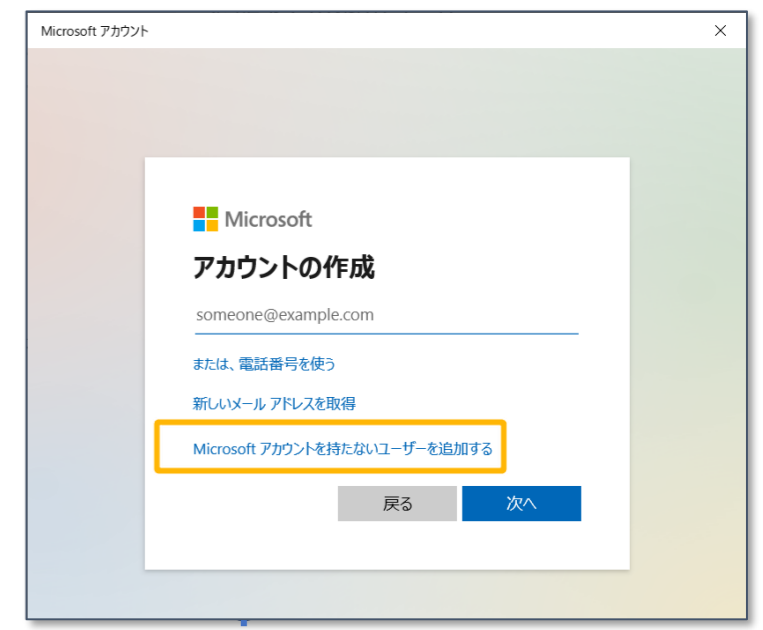 Microsoft アカウント
Microsoft
アカウントの作成
someone@example.com
または、電話番号を使う
新しいメール アドレスを取得
Microsoft アカウントを持たないユーザーを追加する
戻る
次へ